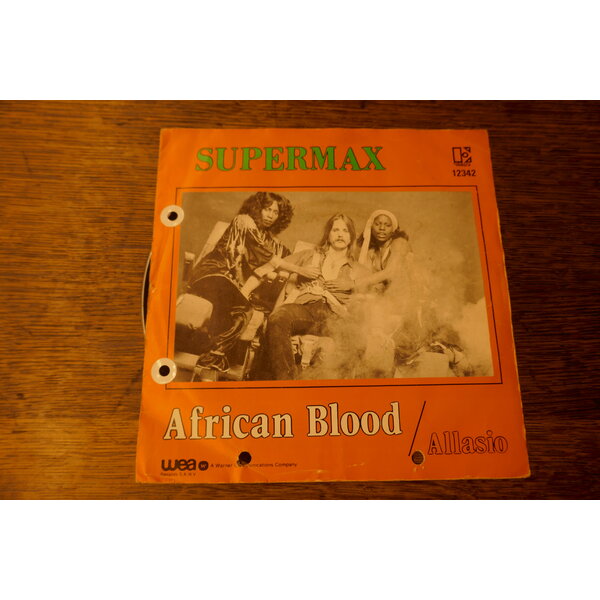 SUPERMAX
12342
African Blood / Allasio
wea A Warner Communications Company